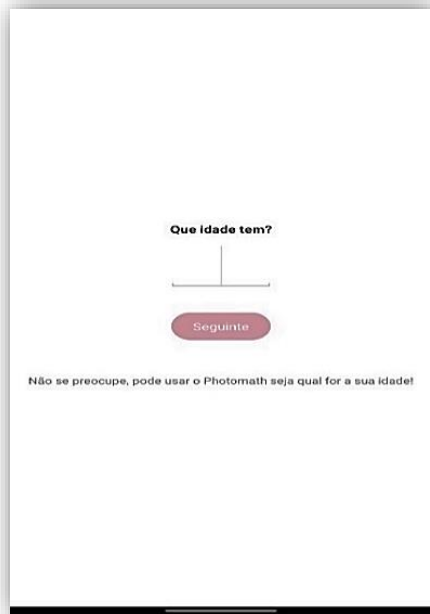 Que idade tem?
Seguinte
Não se preocupe, pode usar o Photomath seja qual for a sua idade!